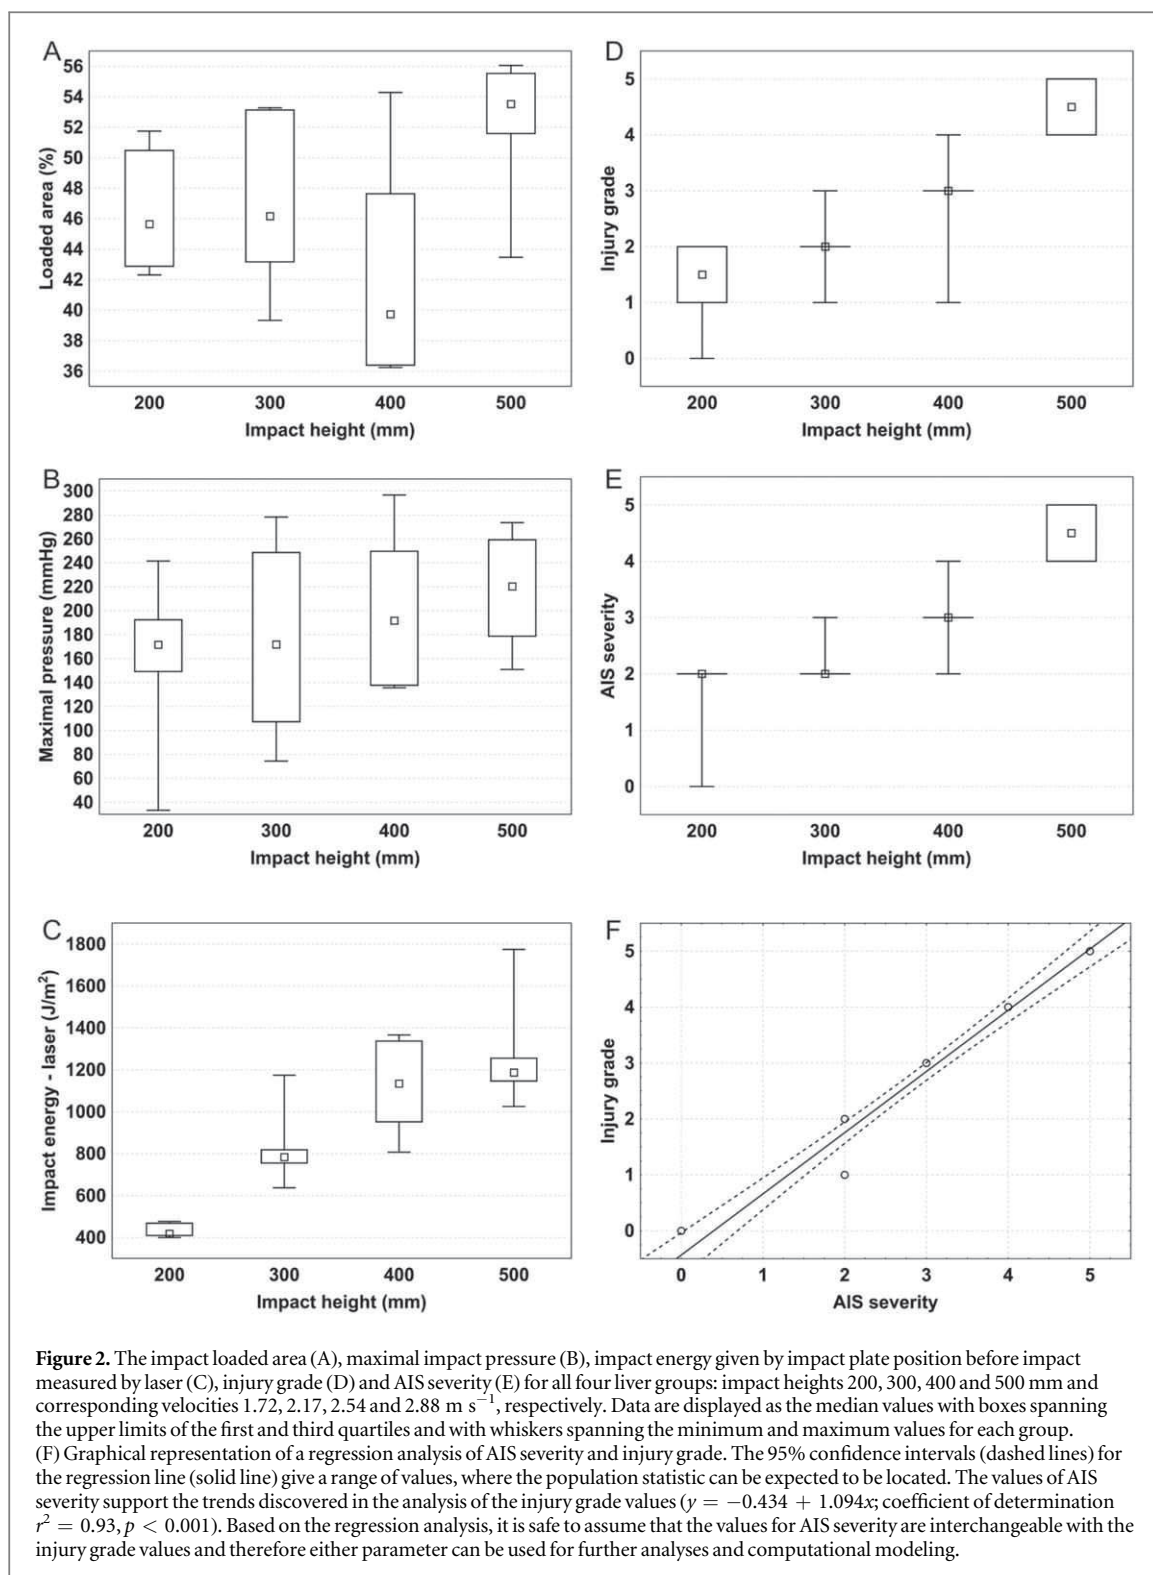 A
56
54
52
50
48
46
44
42
40
38
36
Loaded area (%)
200 300 400 500
Impact height (mm)
D
5
4
3
2
1
0
Injury grade
200 300 400 500
Impact height (mm)
B
300
280
260
240
220
200
180
160
140
120
100
80
60
40
Maximal pressure (mmHg)
200 300 400 500
Impact height (mm)
E
5
4
3
2
1
0
AIS severity
200 300 400 500
Impact height (mm)
C
1800
1600
1400
1200
1000
800
600
400
Impact energy - laser (J/m²)
200 300 400 500
Impact height (mm)
F
5
4
3
2
1
0
Injury grade
0 1 2 3 4 5
AIS severity
Figure 2. The impact loaded area (A), maximal impact pressure (B), impact energy given by impact plate position before impact
measured by laser (C), injury grade (D) and AIS severity (E) for all four liver groups: impact heights 200, 300, 400 and 500 mm and
corresponding velocities 1.72, 2.17, 2.54 and 2.88 m s⁻¹, respectively. Data are displayed as the median values with boxes spanning
the upper limits of the first and third quartiles and with whiskers spanning the minimum and maximum values for each group.
(F) Graphical representation of a regression analysis of AIS severity and injury grade. The 95% confidence intervals (dashed lines) for
the regression line (solid line) give a range of values, where the population statistic can be expected to be located. The values of AIS
severity support the trends discovered in the analysis of the injury grade values (y = −0.434 + 1.094x; coefficient of determination
r² = 0.93, p < 0.001). Based on the regression analysis, it is safe to assume that the values for AIS severity are interchangeable with the
injury grade values and therefore either parameter can be used for further analyses and computational modeling.